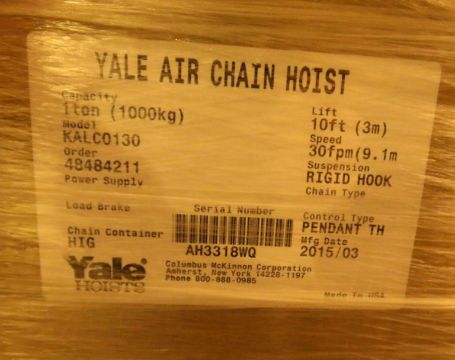 YALE AIR CHAIN HOIST
Capacity
1ton (1000kg)
Model
KALC0130
Order
48484211
Power Supply
Load Brake
Chain Container
HIG
Lift
10ft (3m)
Speed
30fpm(9.1m
Suspension
RIGID HOOK
Chain Type
Serial Number
AH3318WQ
Control Type
PENDANT TH
Mfg Date
2015/03
Yale
HOISTS
Columbus McKinnon Corporation
Amherst, New York 14228-1197
Phone 800-888-0985
Made In USA